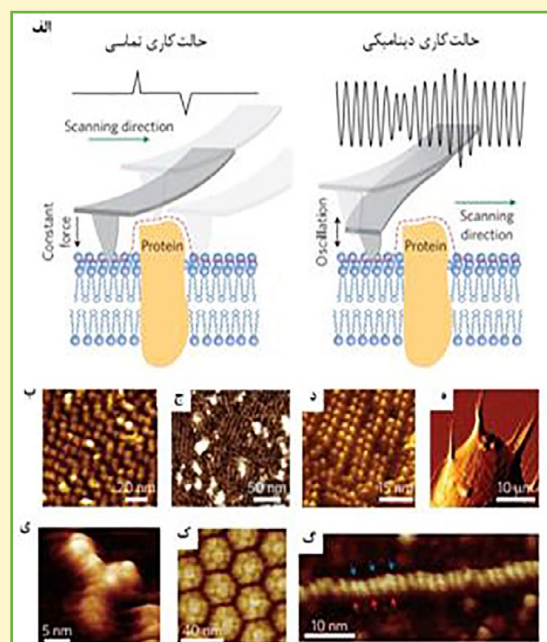 الف
حالت کاری تماسی
حالت کاری دینامیکی
Scanning direction
Constant force
Protein
Oscillation
Scanning direction
Protein
ب
20 nm
ج
50 nm
د
15 nm
ه
10 µm
ی
5 nm
ک
40 nm
گ
10 nm